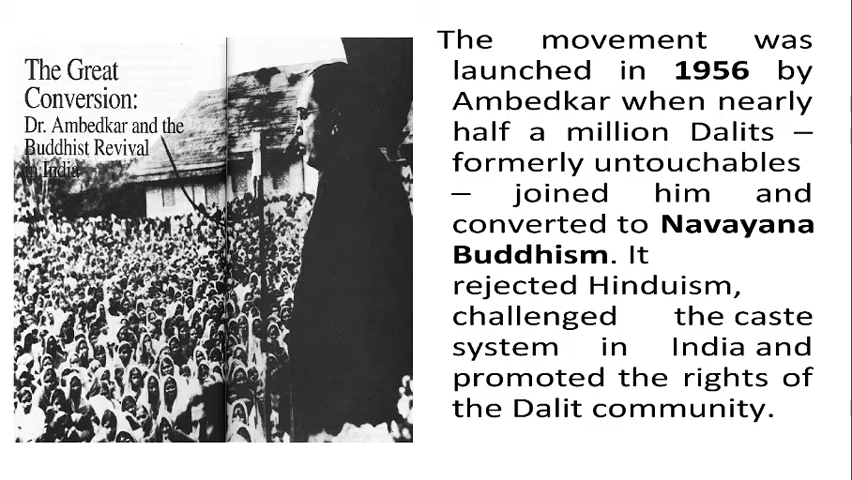 The Great
Conversion:
Dr. Ambedkar and the
Buddhist Revival
in India
The movement was
launched in 1956 by
Ambedkar when nearly
half a million Dalits –
formerly untouchables
– joined him and
converted to Navayana
Buddhism. It
rejected Hinduism,
challenged the caste
system in India and
promoted the rights of
the Dalit community.